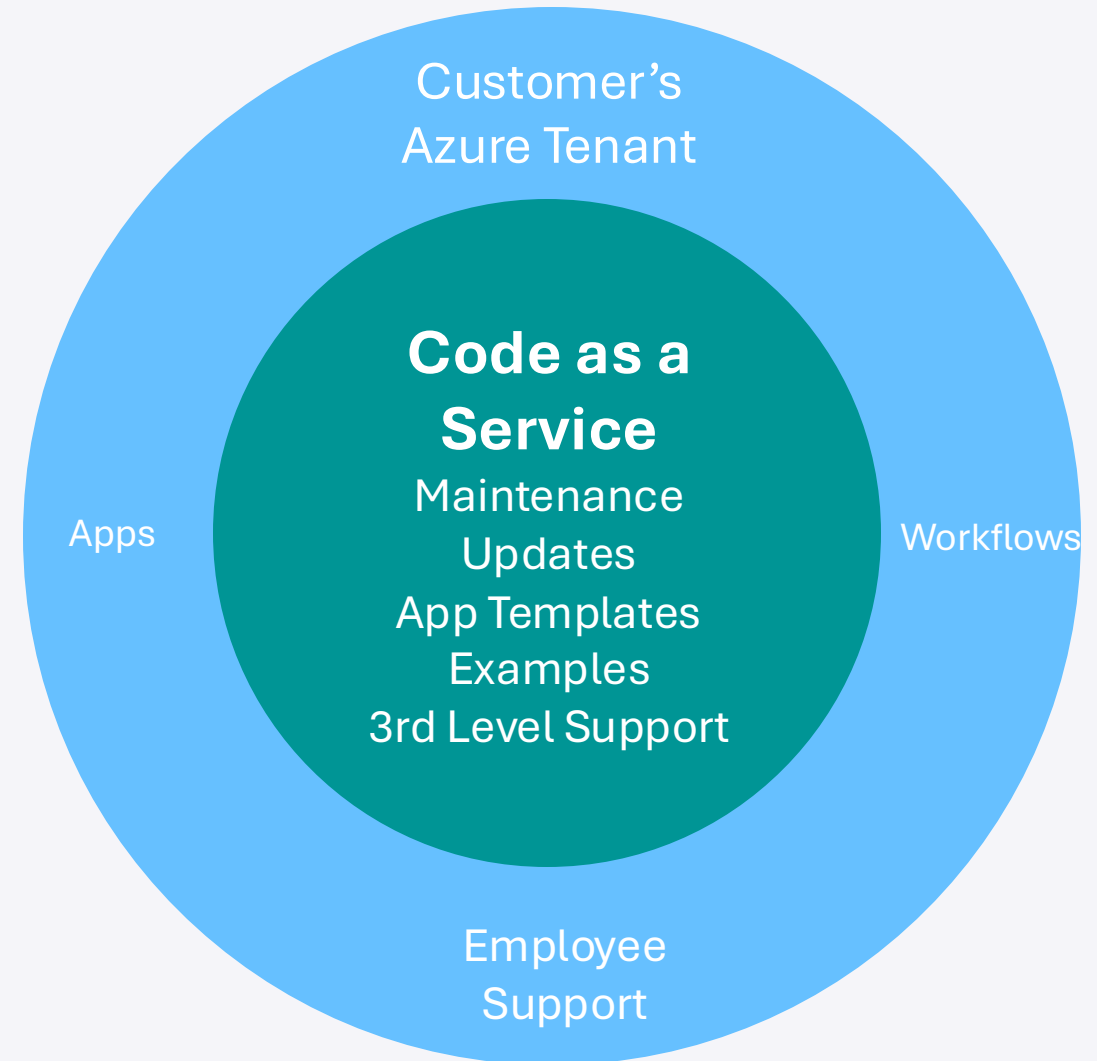 Customer’s
Azure Tenant
Code as a
Service
Maintenance
Updates
App Templates
Examples
3rd Level Support
Apps
Workflows
Employee
Support